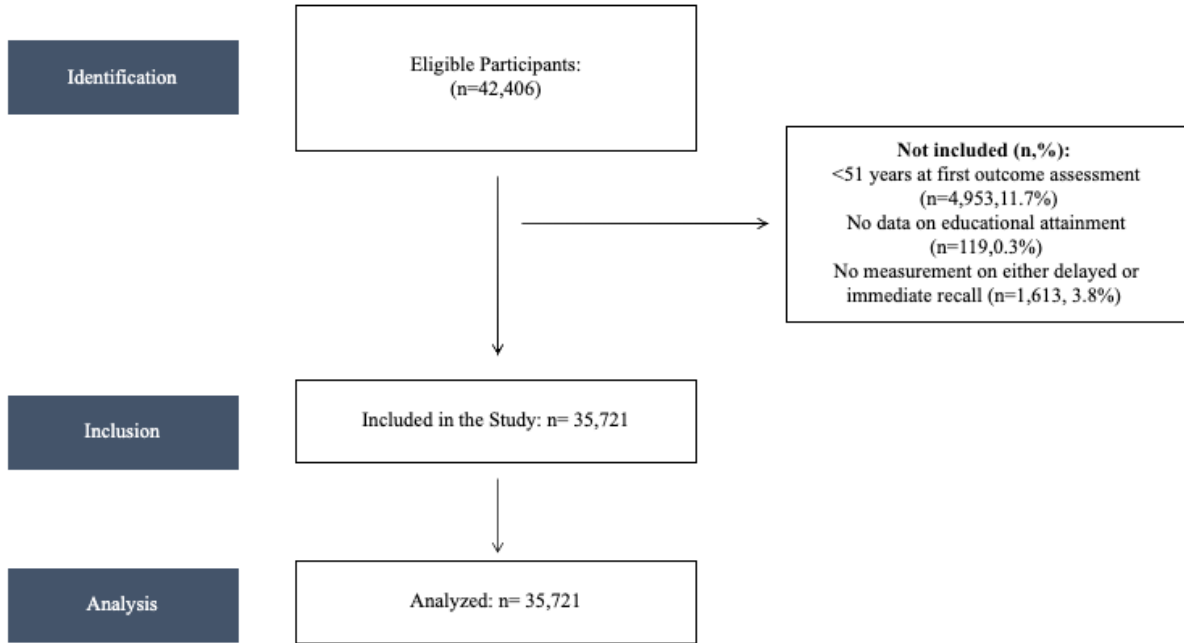 Identification
Eligible Participants:
(n=42,406)
Not included (n,%):
<51 years at first outcome assessment
(n=4,953,11.7%)
No data on educational attainment
(n=119,0.3%)
No measurement on either delayed or
immediate recall (n=1,613, 3.8%)
Inclusion
Included in the Study: n= 35,721
Analysis
Analyzed: n= 35,721